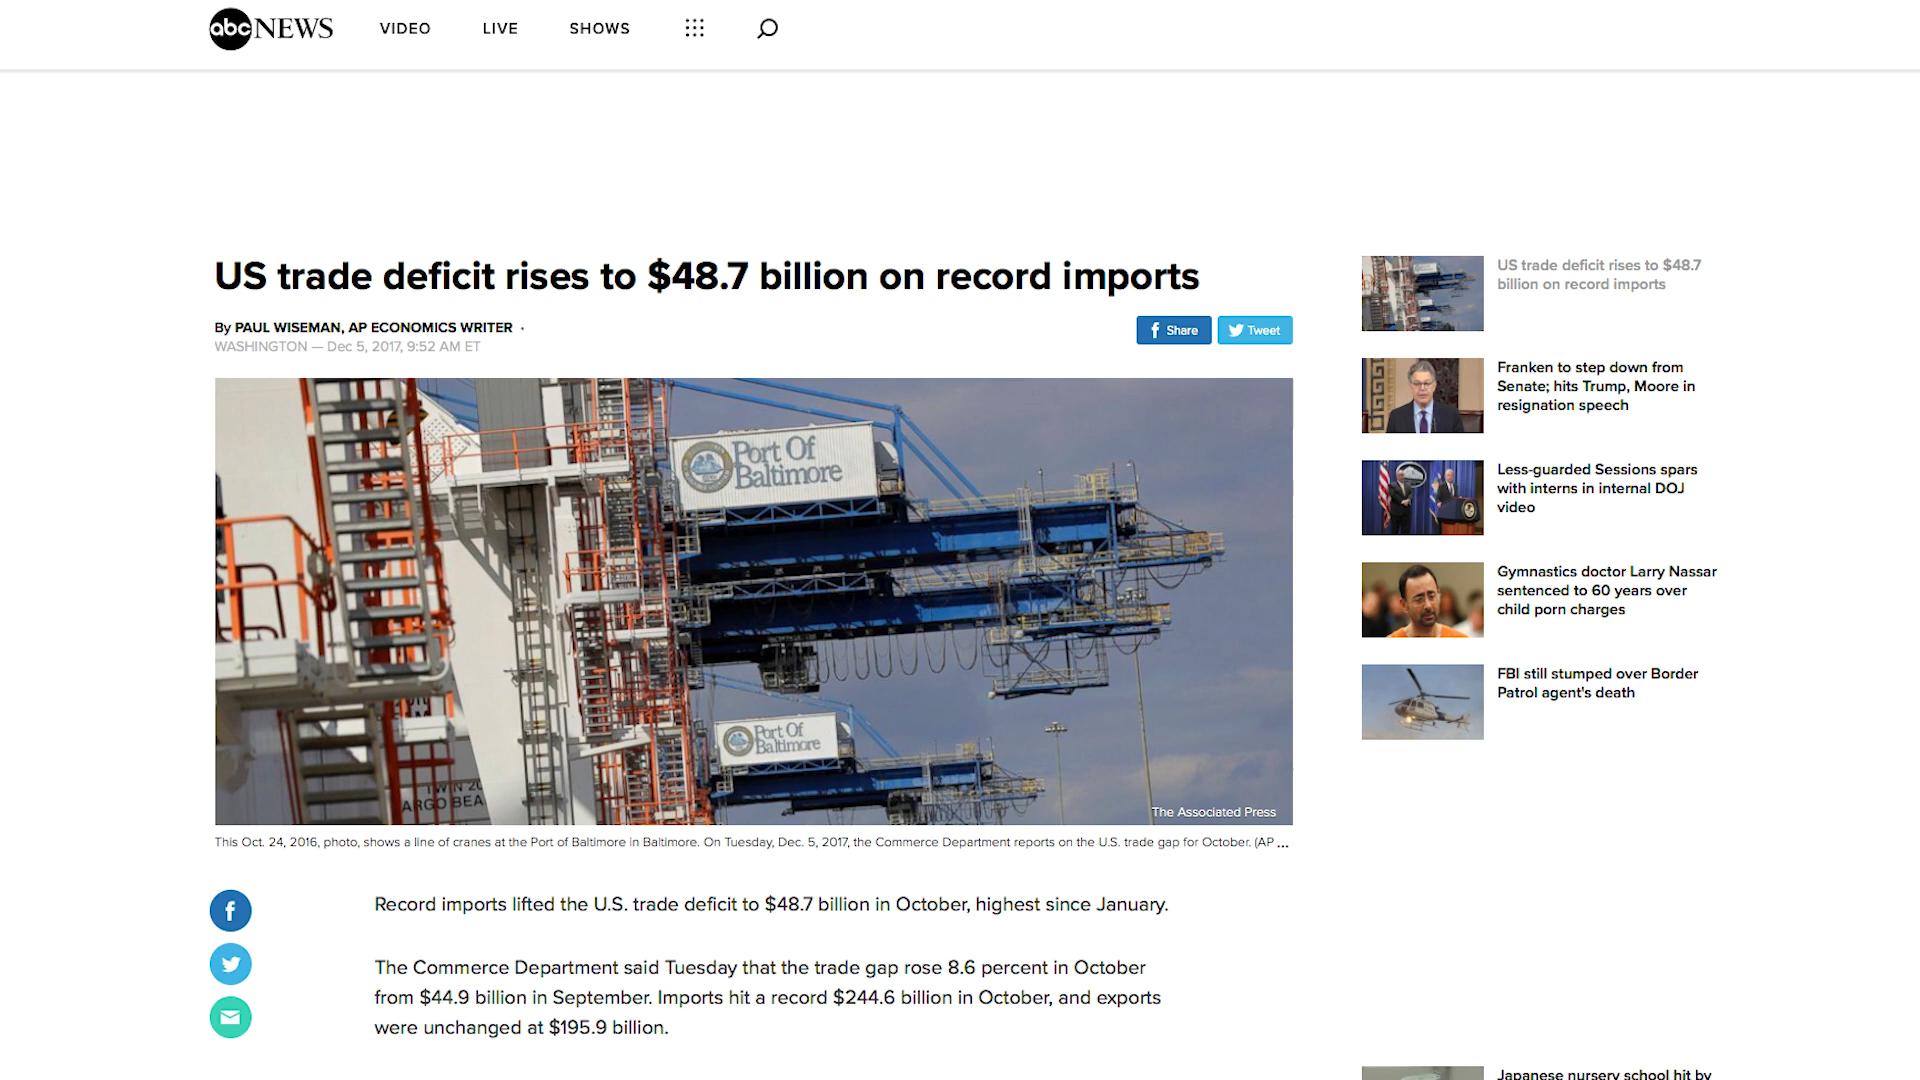 abc NEWS
VIDEO
LIVE
SHOWS
US trade deficit rises to $48.7 billion on record imports
By PAUL WISEMAN, AP ECONOMICS WRITER ·
WASHINGTON — Dec 5, 2017, 9:52 AM ET
Share
Tweet
Port Of
Baltimore
Port Of
Baltimore
TWIN 20
ARGO BEA
The Associated Press
This Oct. 24, 2016, photo, shows a line of cranes at the Port of Baltimore in Baltimore. On Tuesday, Dec. 5, 2017, the Commerce Department reports on the U.S. trade gap for October. (AP ...
Record imports lifted the U.S. trade deficit to $48.7 billion in October, highest since January.
The Commerce Department said Tuesday that the trade gap rose 8.6 percent in October
from $44.9 billion in September. Imports hit a record $244.6 billion in October, and exports
were unchanged at $195.9 billion.
US trade deficit rises to $48.7
billion on record imports
Franken to step down from
Senate; hits Trump, Moore in
resignation speech
Less-guarded Sessions spars
with interns in internal DOJ
video
Gymnastics doctor Larry Nassar
sentenced to 60 years over
child porn charges
FBI still stumped over Border
Patrol agent's death
Japanese nursery school hit by